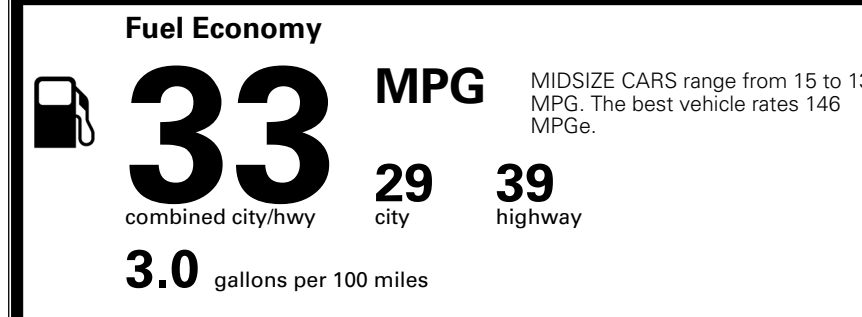 Fuel Economy
33 MPG
MIDSIZE CARS range from 15 to
MPG. The best vehicle rates 146
MPGe.
29 39
combined city/hwy city highway
3.0 gallons per 100 miles